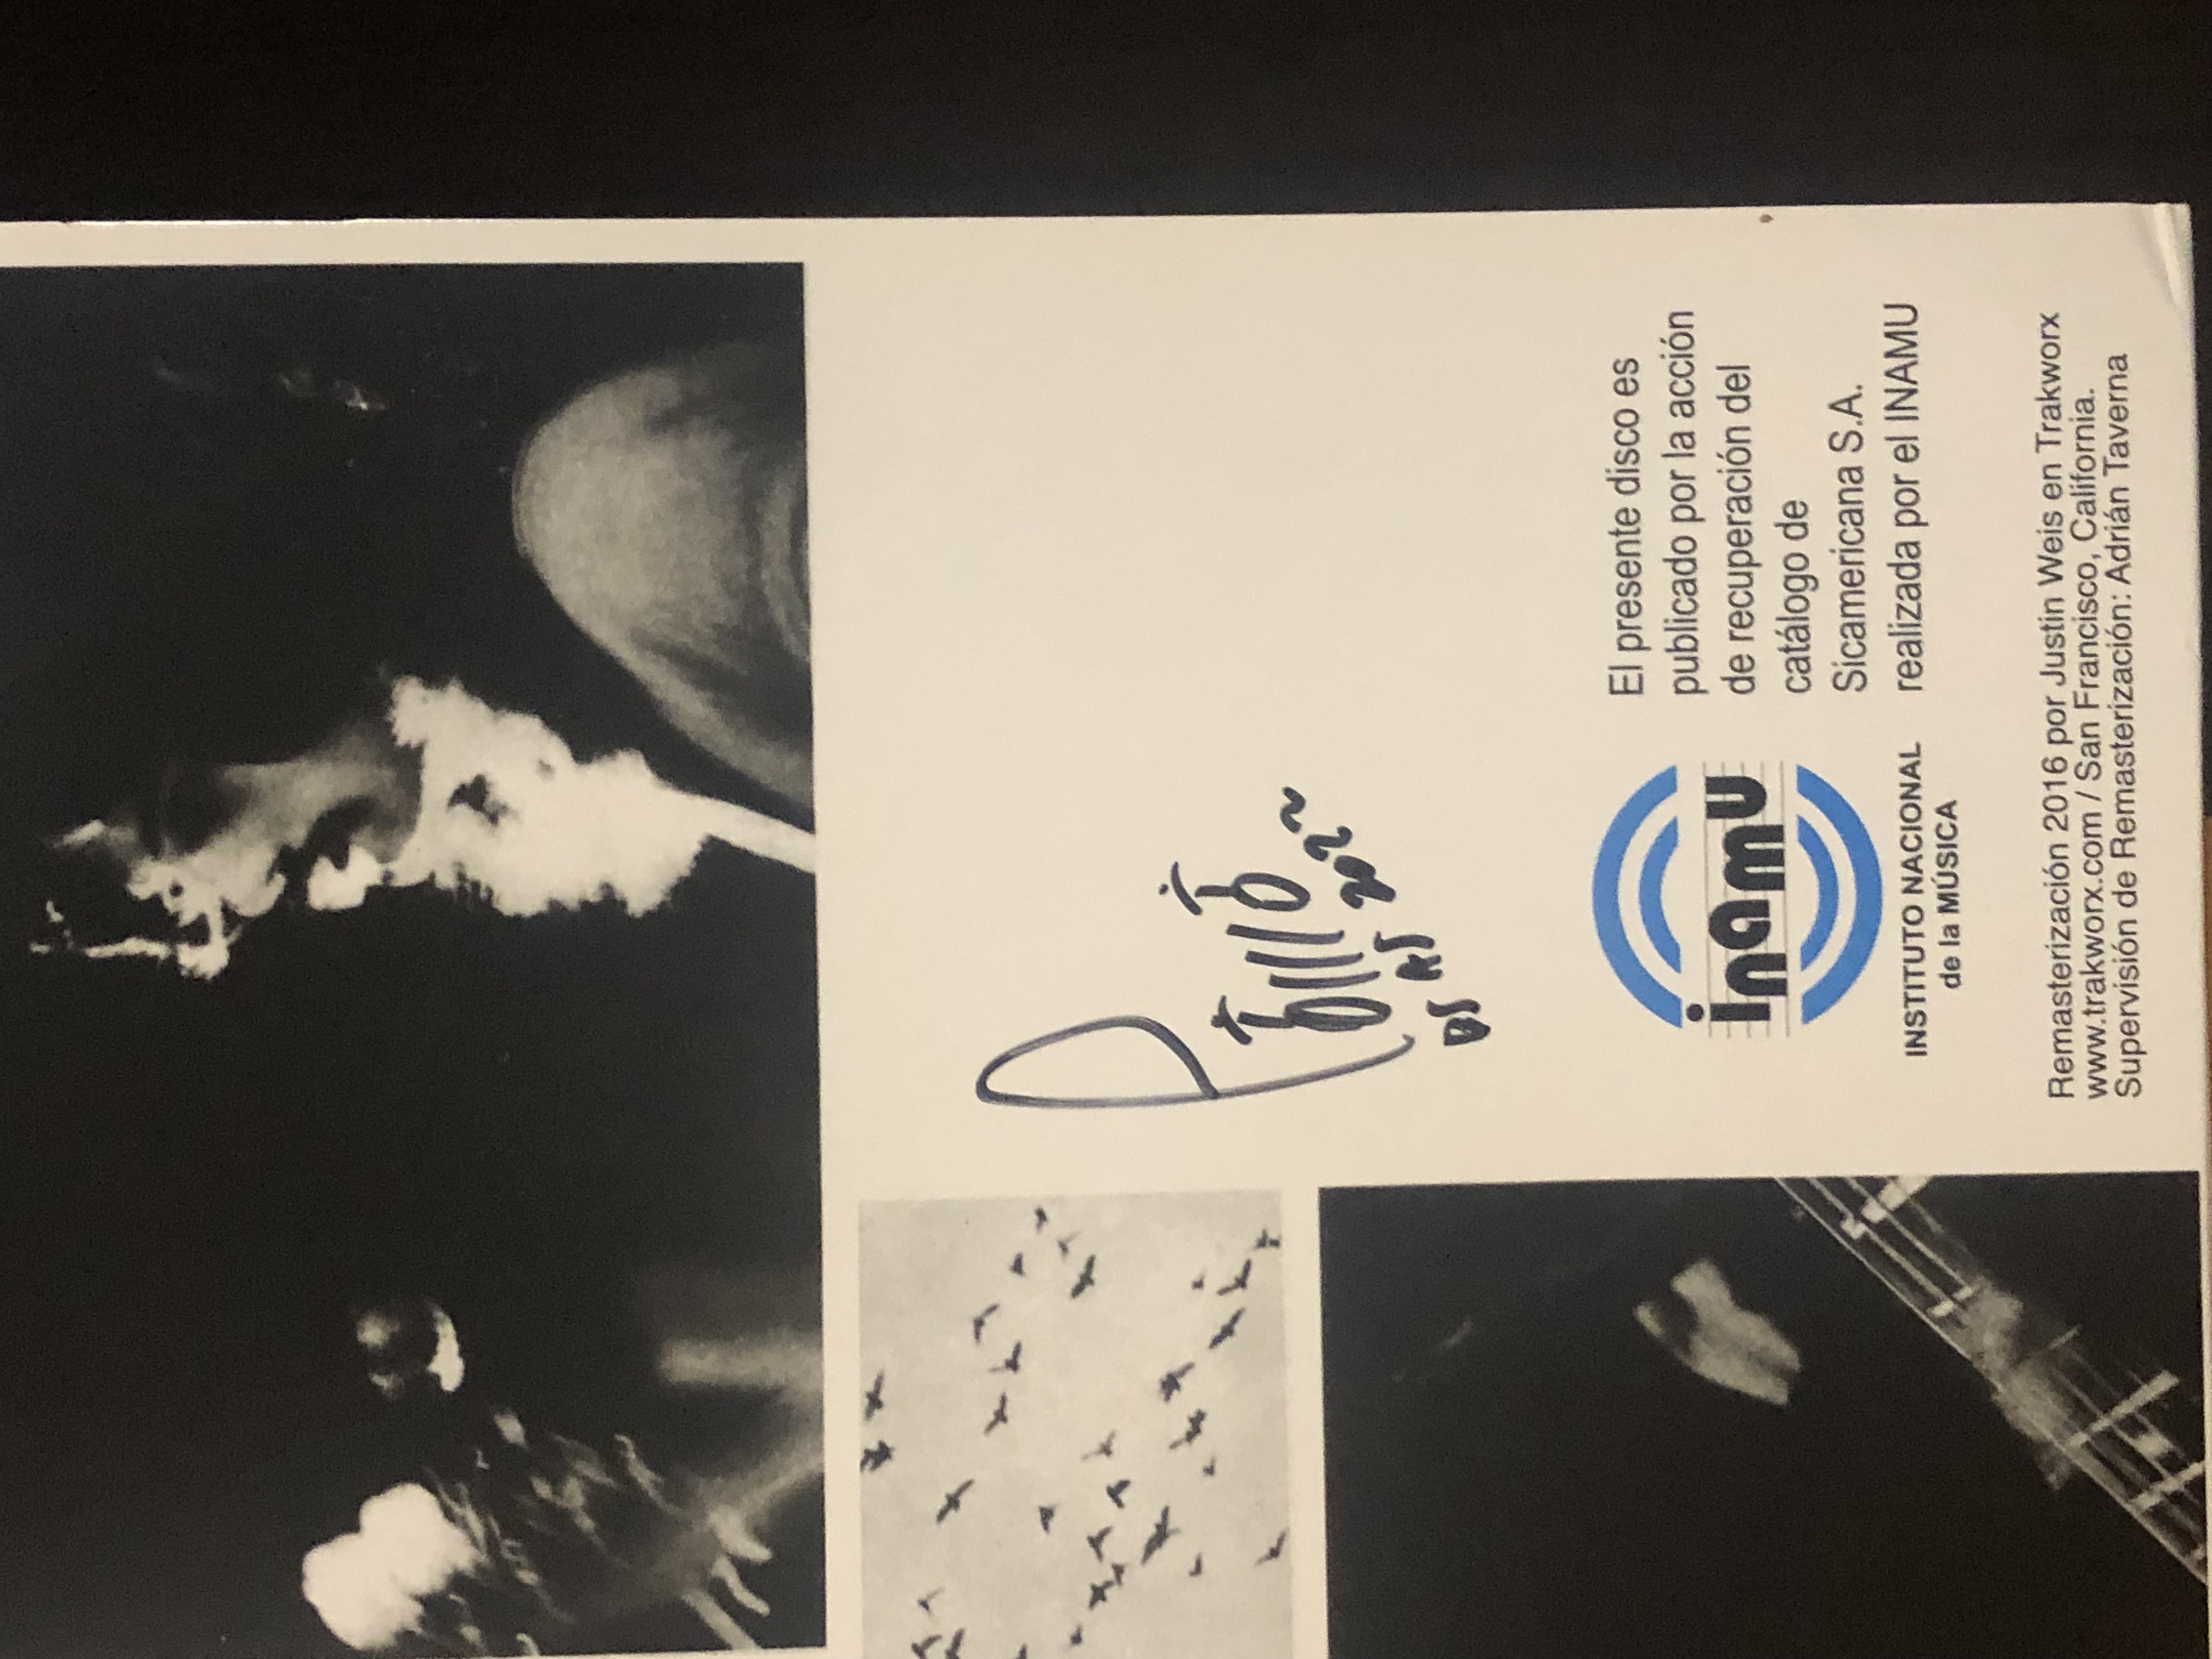 BS AS 2022
inamu
INSTITUTO NACIONAL
de la MÚSICA
El presente disco es
publicado por la acción
de recuperación del
catálogo de
Sicamericana S.A.
realizada por el INAMU
Remasterización 2016 por Justin Weis en Trakworx
www.trakworx.com / San Francisco, California.
Supervisión de Remasterización: Adrián Taverna